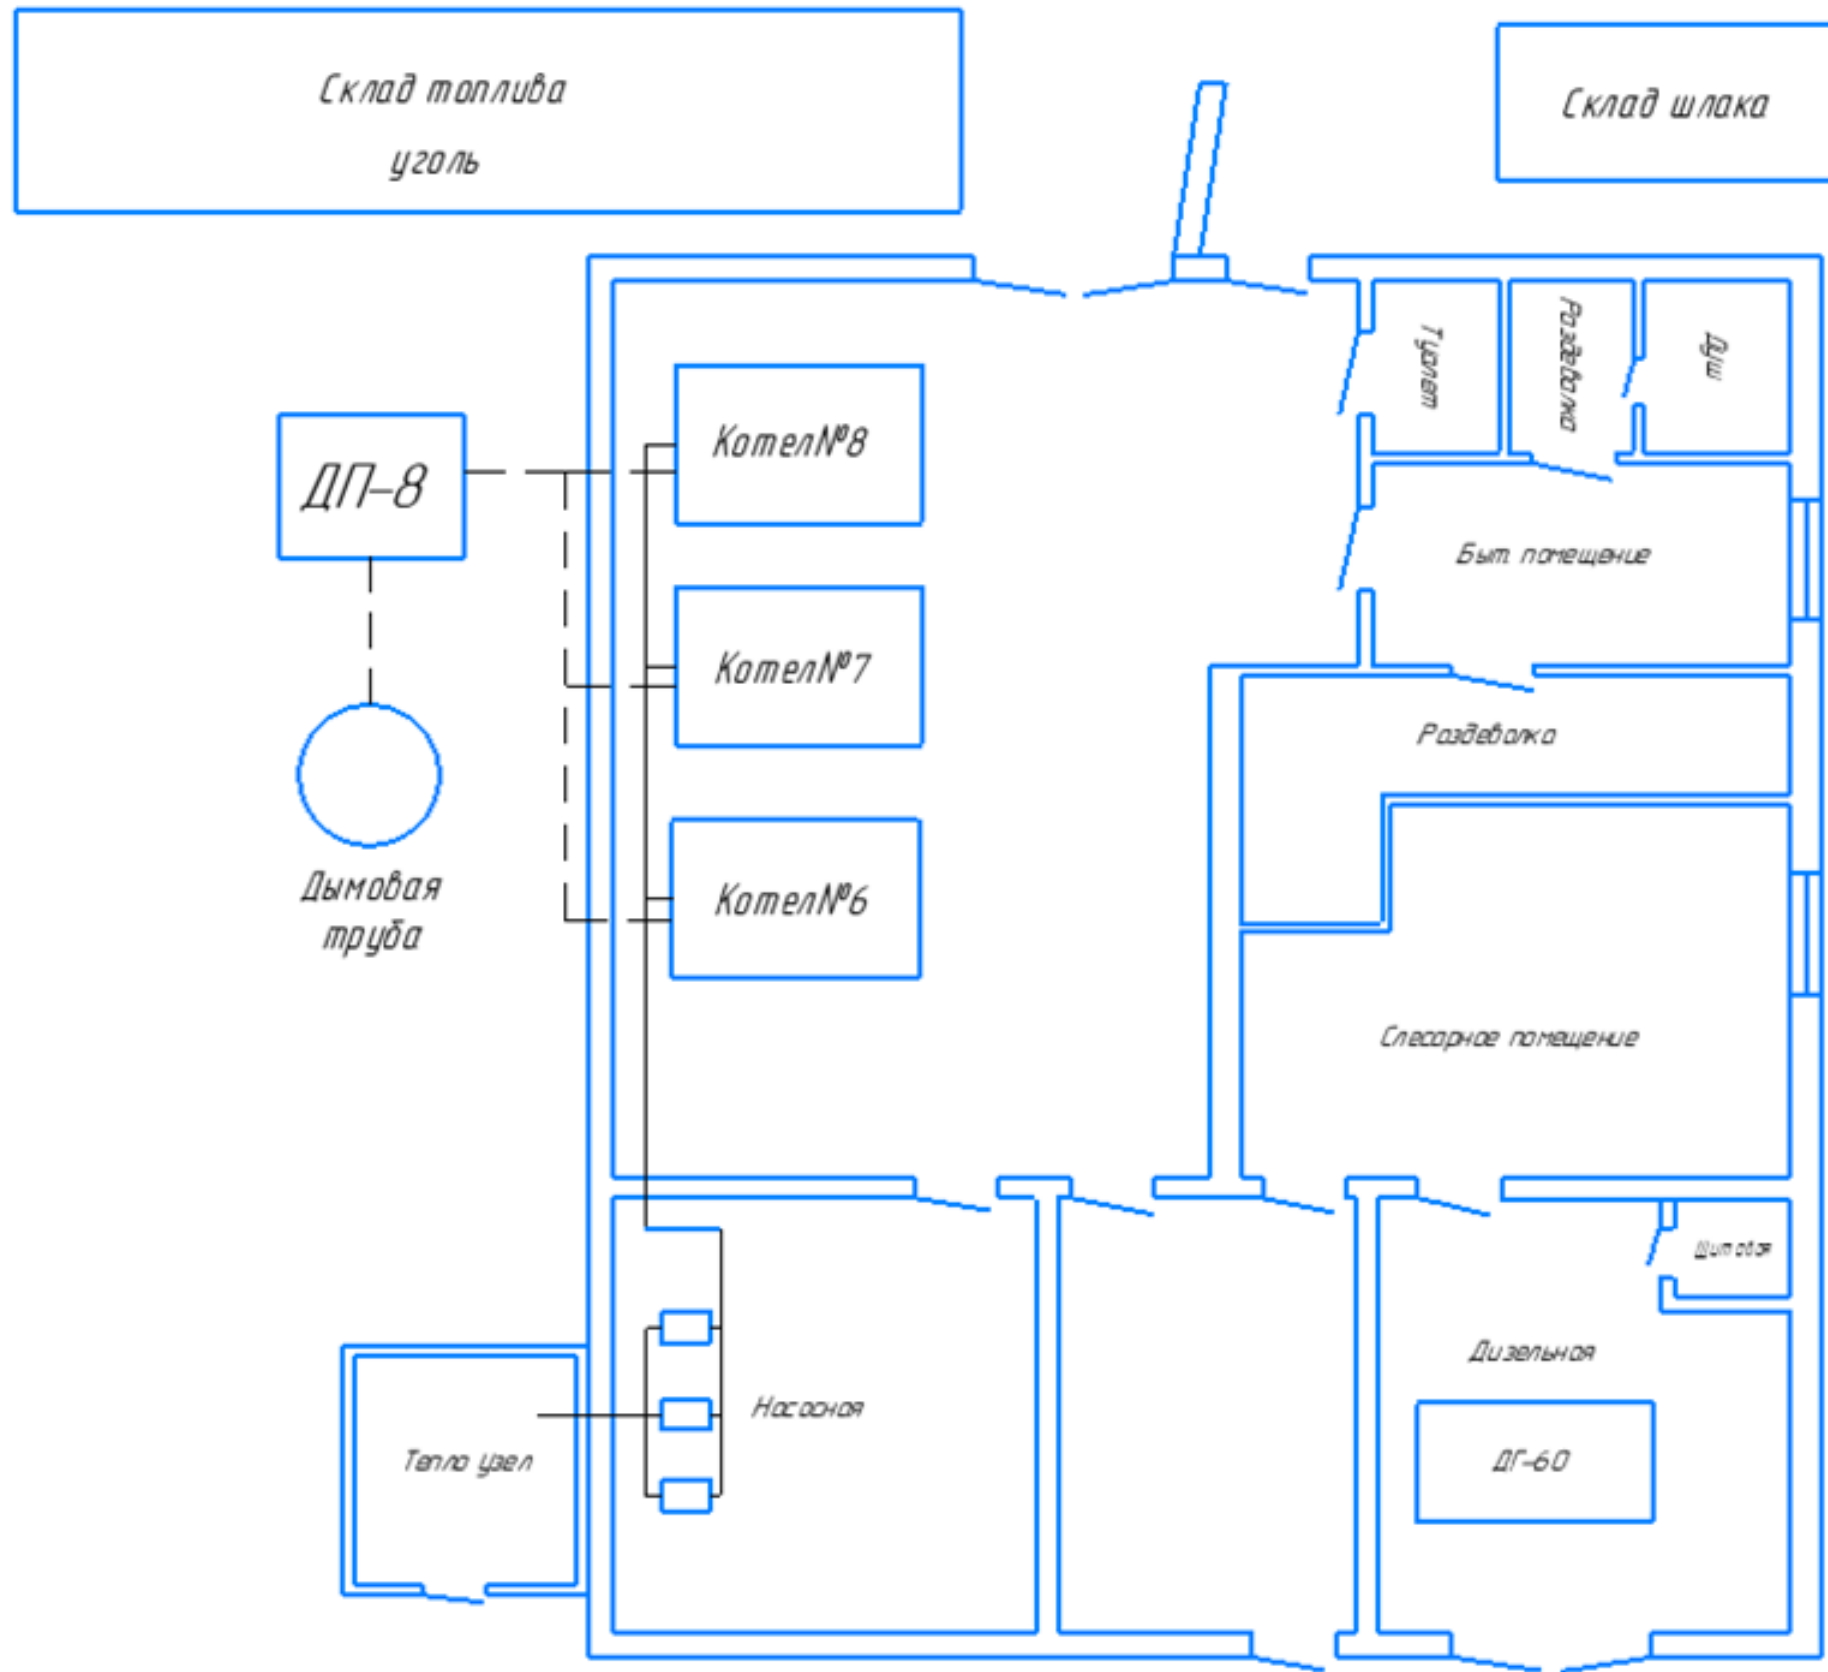 Склад топлива
уголь
Склад шлака
Туалет
Раздевалка
Душ
Котел№8
ДП-8
Быт. помещение
Котел№7
Раздевалка
Котел№6
Дымовая
труба
Слесарное помещение
Щитовая
Дизельная
Насосная
Тепло узел
ДГ-60